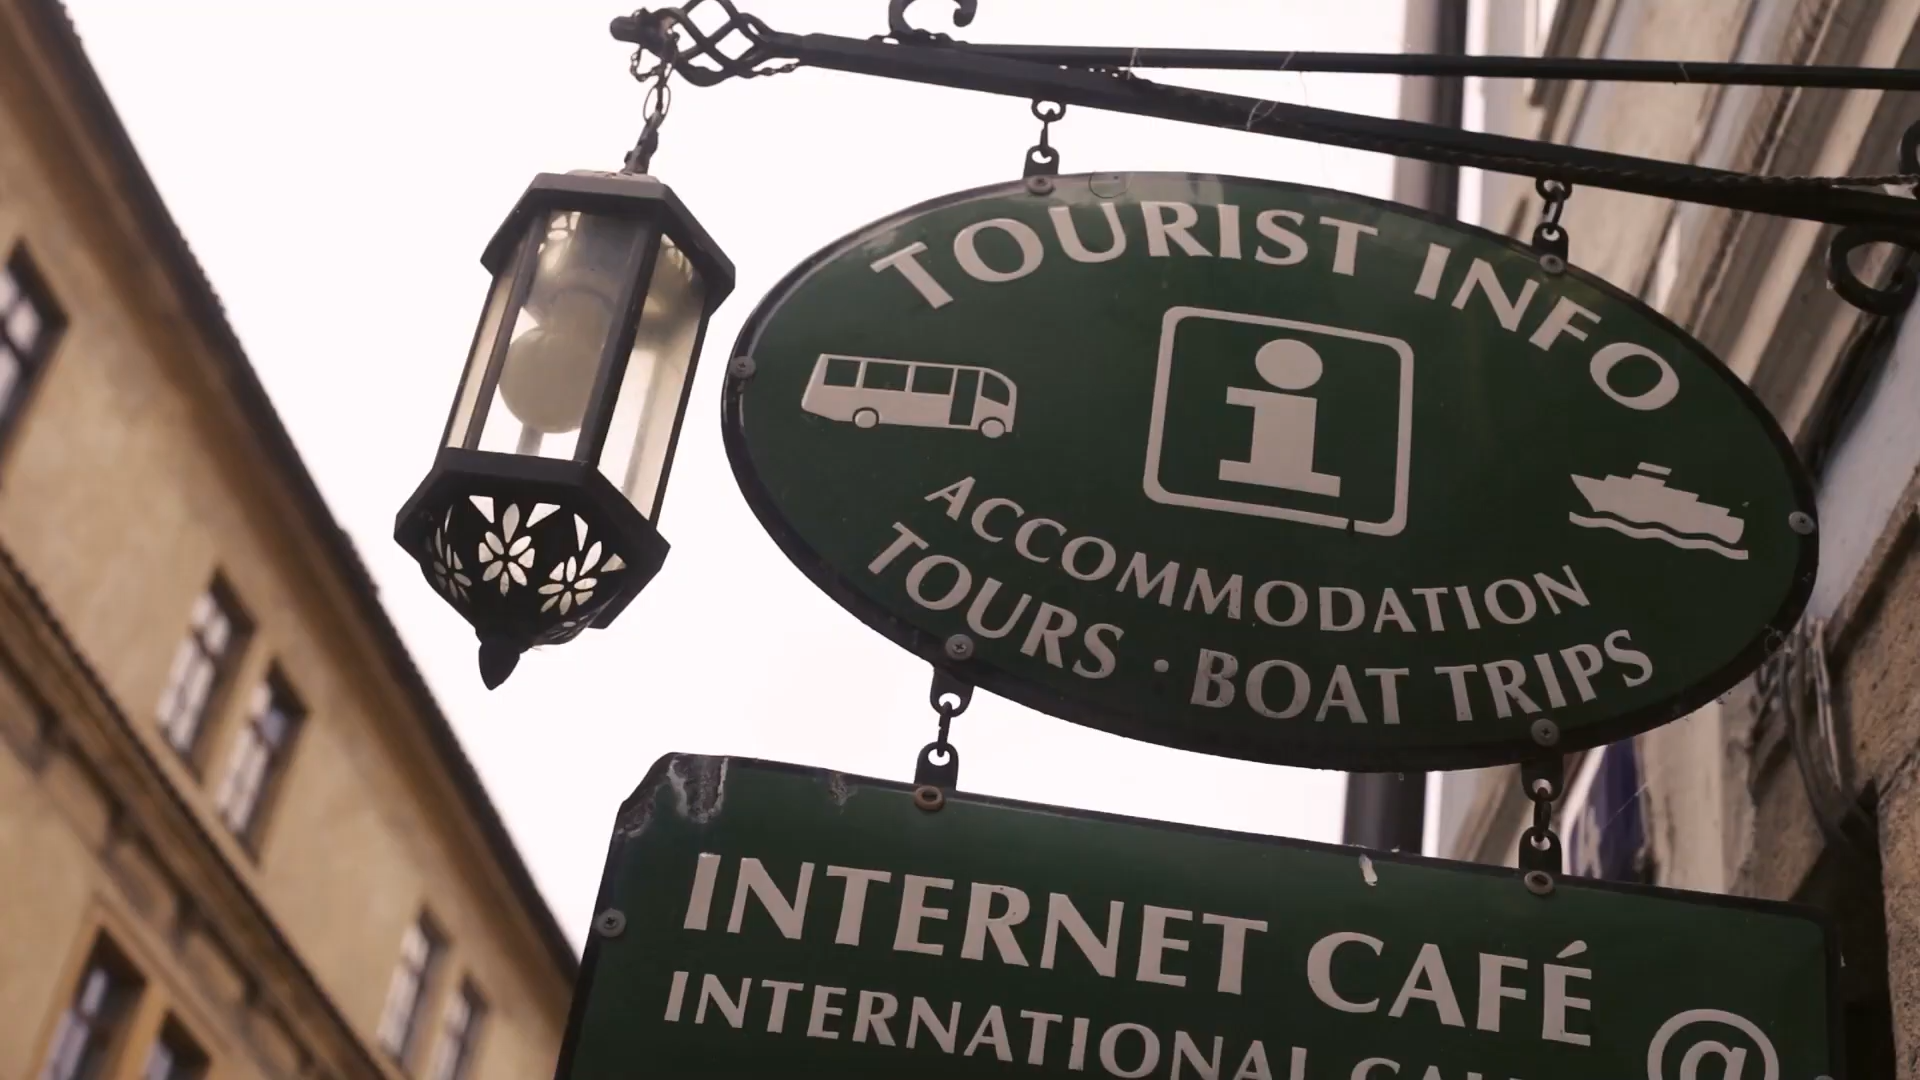 TOURIST INFO
i
ACCOMMODATION
TOURS · BOAT TRIPS
INTERNET CAFÉ
INTERNATIONAL
@